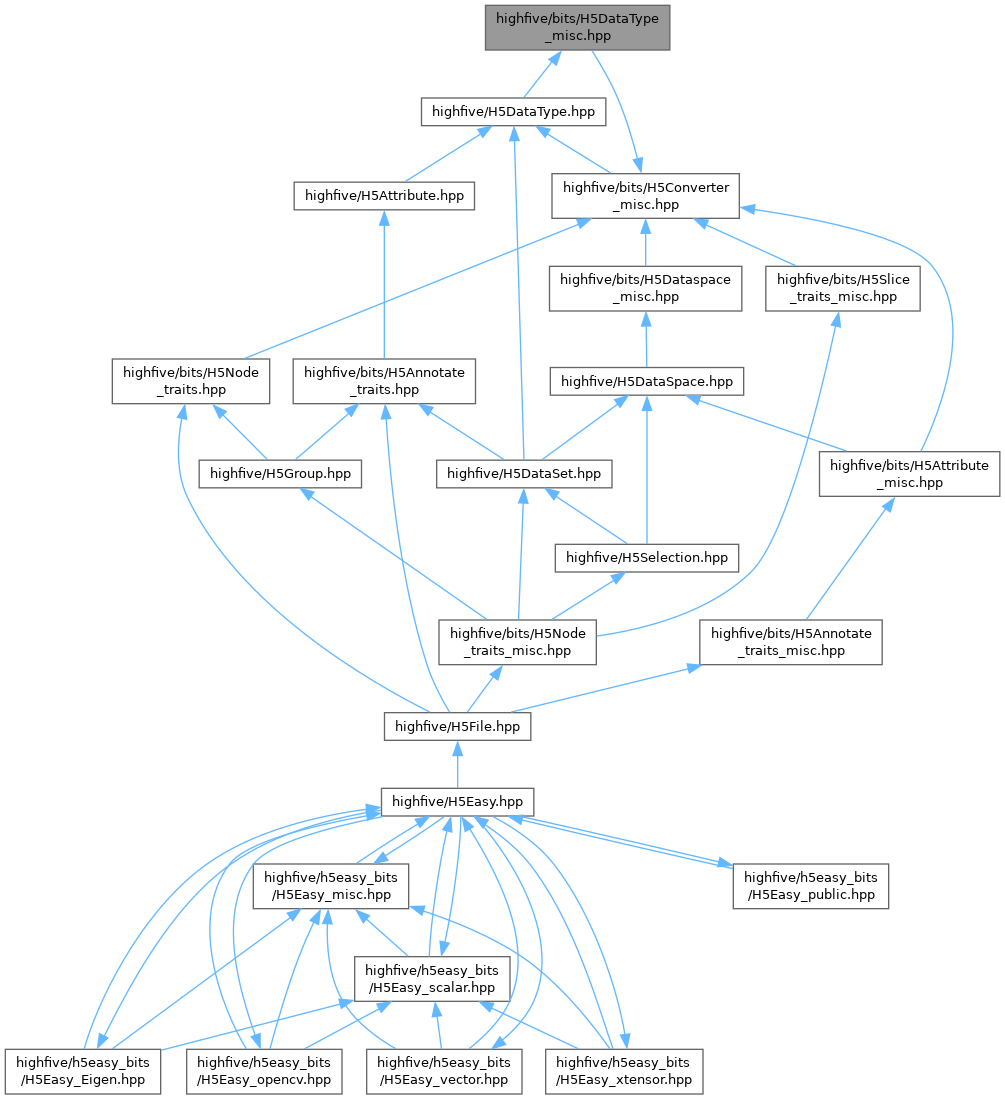 highfive/bits/H5DataType
_misc.hpp
highfive/H5DataType.hpp
highfive/H5Attribute.hpp
highfive/bits/H5Converter
_misc.hpp
highfive/bits/H5Dataspace
_misc.hpp
highfive/bits/H5Slice
_traits_misc.hpp
highfive/bits/H5Node
_traits.hpp
highfive/bits/H5Annotate
_traits.hpp
highfive/H5DataSpace.hpp
highfive/H5Group.hpp
highfive/H5DataSet.hpp
highfive/bits/H5Attribute
_misc.hpp
highfive/H5Selection.hpp
highfive/bits/H5Node
_traits_misc.hpp
highfive/bits/H5Annotate
_traits_misc.hpp
highfive/H5File.hpp
highfive/H5Easy.hpp
highfive/h5easy_bits
/H5Easy_misc.hpp
highfive/h5easy_bits
/H5Easy_public.hpp
highfive/h5easy_bits
/H5Easy_scalar.hpp
highfive/h5easy_bits
/H5Easy_Eigen.hpp
highfive/h5easy_bits
/H5Easy_opencv.hpp
highfive/h5easy_bits
/H5Easy_vector.hpp
highfive/h5easy_bits
/H5Easy_xtensor.hpp